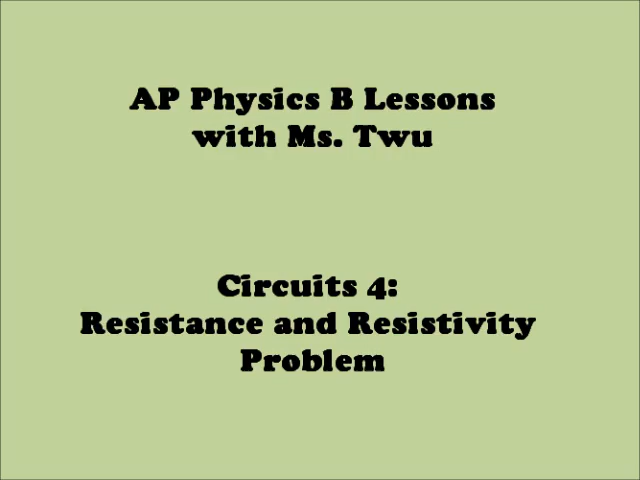 AP Physics B Lessons
with Ms. Twu
Circuits 4:
Resistance and Resistivity
Problem